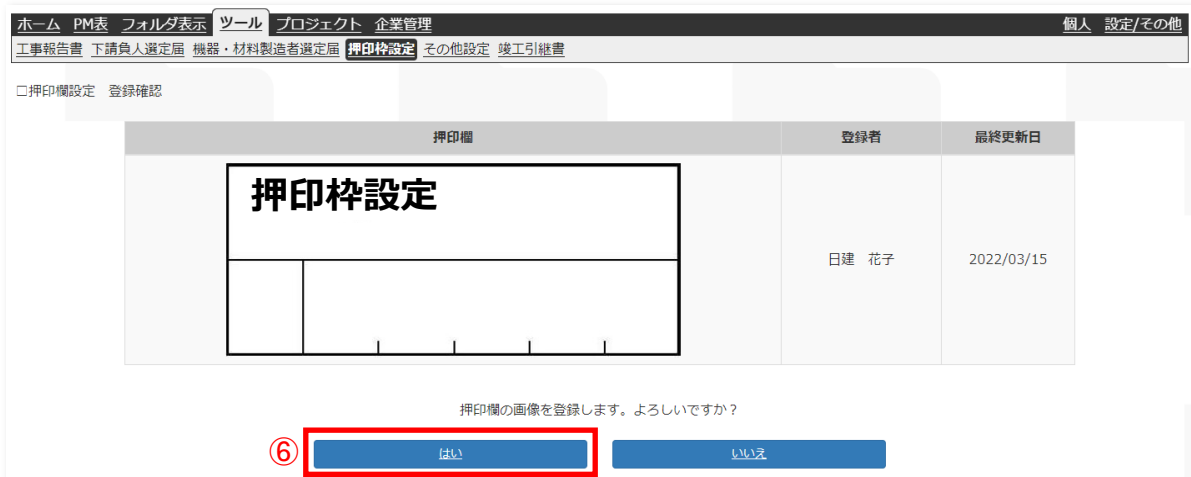 ホーム PM表 フォルダ表示 ツール プロジェクト 企業管理 個人 設定/その他
工事報告書 下請負人選定届 機器・材料製造者選定届 押印枠設定 その他設定 竣工引継書
□押印欄設定 登録確認
押印欄 登録者 最終更新日
押印枠設定
日建 花子 2022/03/15
押印欄の画像を登録します。よろしいですか？
⑥ はい いいえ